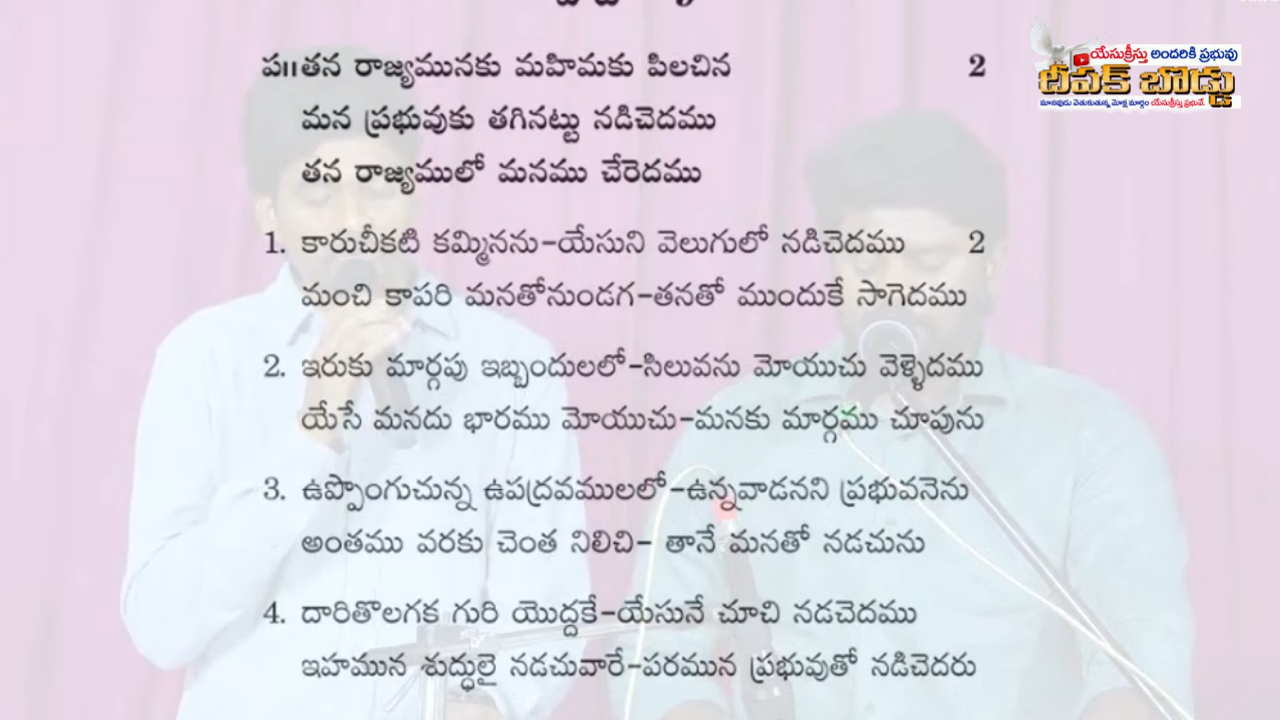 యేసుక్రీస్తు అందరికి ప్రభువు
దీపక్ బొడ్డు
మానవుడు వెతుకుతున్న మోక్ష మార్గం యేసుక్రీస్తు ప్రభువే.
ప॥తన రాజ్యమునకు మహిమకు పిలచిన 2
మన ప్రభువుకు తగినట్టు నడిచెదము
తన రాజ్యములో మనము చేరెదము
1. కారుచీకటి కమ్మినను-యేసుని వెలుగులో నడిచెదము 2
మంచి కాపరి మనతోనుండగ-తనతో ముందుకే సాగెదము
2. ఇరుకు మార్గపు ఇబ్బందులలో-సిలువను మోయుచు వెళ్ళెదము
యేసే మనదు భారము మోయుచు-మనకు మార్గము చూపును
3. ఉప్పొంగుచున్న ఉపద్రవములలో-ఉన్నవాడనని ప్రభువనెను
అంతము వరకు చెంత నిలిచి- తానే మనతో నడచును
4. దారితొలగక గురి యొద్దకే-యేసునే చూచి నడచెదము
ఇహమున శుద్ధులై నడచువారే-పరమున ప్రభువుతో నడిచెదరు